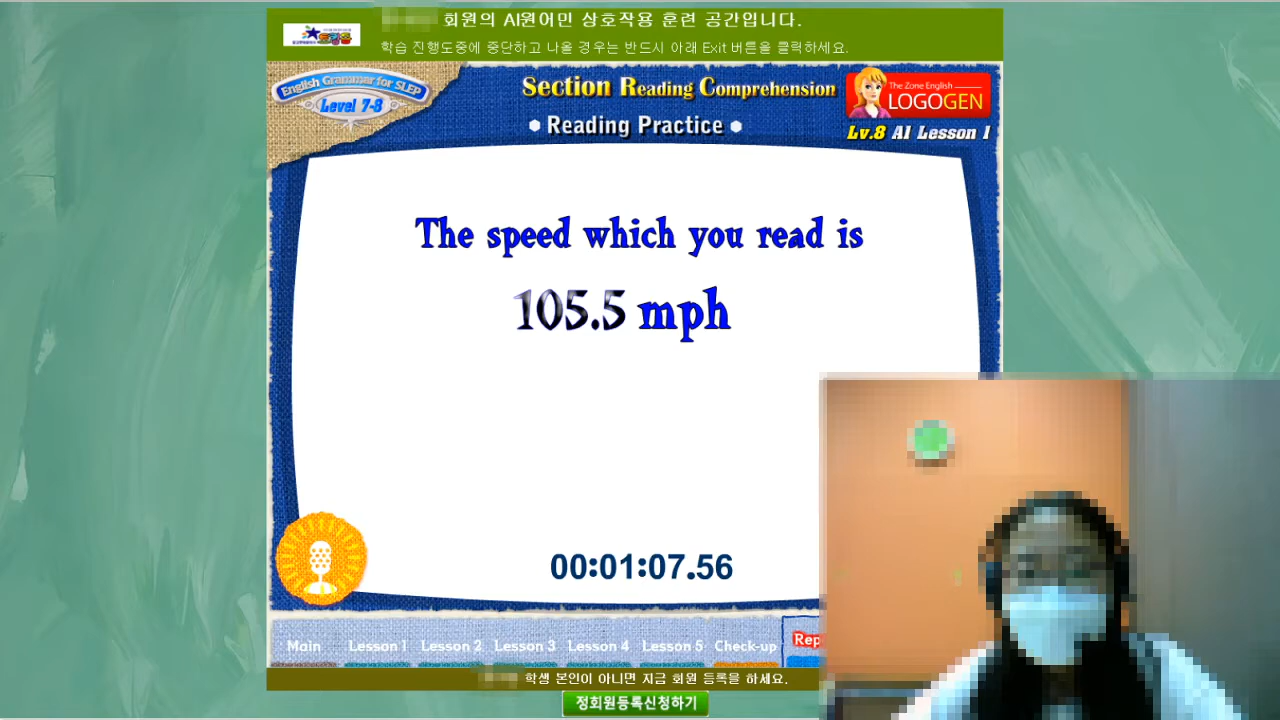 회원의 AI원어민 상호작용 훈련 공간입니다.
학습 진행도중에 중단하고 나올 경우는 반드시 아래 Exit 버튼을 클릭하세요.
English Grammar for SLEP
Level 7-8
Section Reading Comprehension
Reading Practice
The Zone English
LOGOGEN
Lv.8 A1 Lesson 1
The speed which you read is
105.5 mph
00:01:07.56
Main Lesson 1 Lesson 2 Lesson 3 Lesson 4 Lesson 5 Check-up Rep
학생 본인이 아니면 지금 회원 등록을 하세요.
정회원등록신청하기